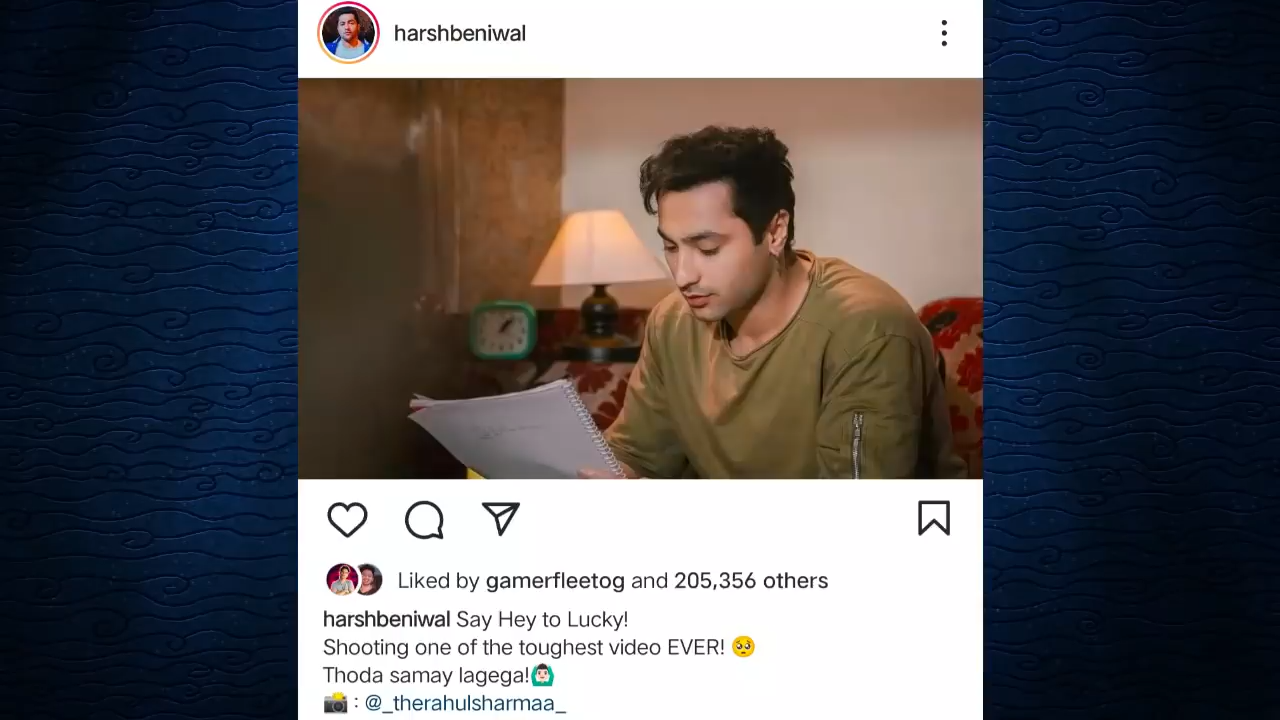 harshbeniwal
Liked by gamerfleetog and 205,356 others
harshbeniwal Say Hey to Lucky!
Shooting one of the toughest video EVER! 🥺
Thoda samay lagega!🙆🏻‍♂️
📸 : @_therahulsharmaa_